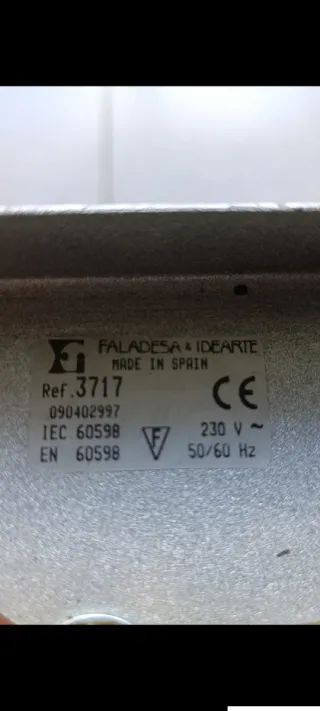 FALADESA & IDEARTE
MADE IN SPAIN
Ref.3717
090402997
CE
IEC 60598
EN 60598
F
230 V ~
50/60 Hz